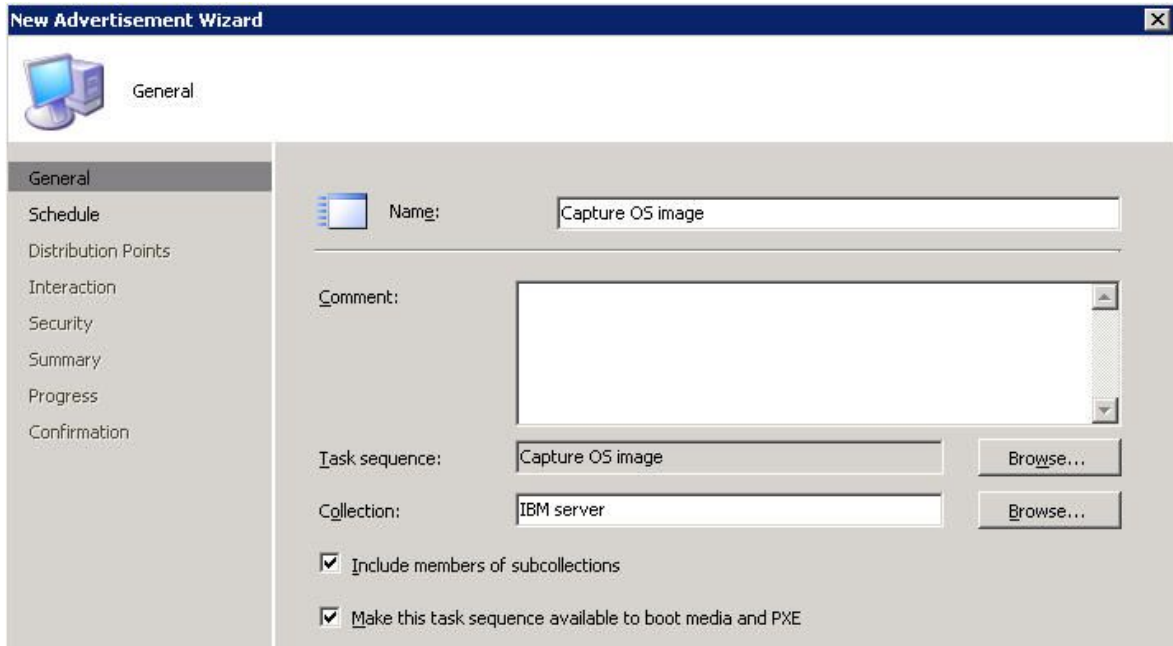 New Advertisement Wizard
General
General
Schedule
Distribution Points
Interaction
Security
Summary
Progress
Confirmation
Name: Capture OS image
Comment:
Task sequence: Capture OS image Browse...
Collection: IBM server Browse...
Include members of subcollections
Make this task sequence available to boot media and PXE